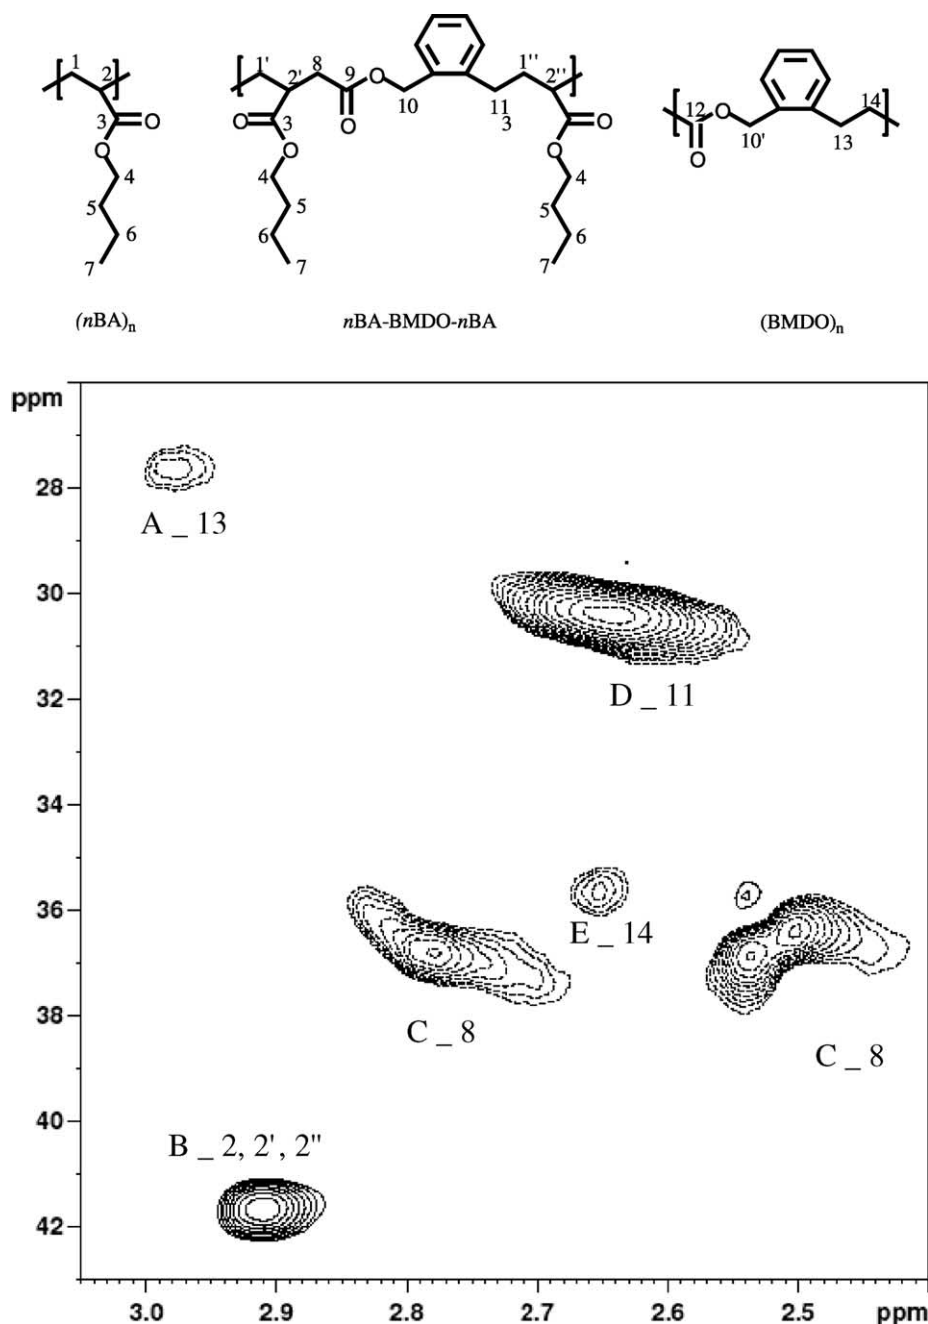 1 2 3 O O 4 5 6 7
1' 2' 8 9 O O 10 O 3 O 4 5 6 7 11 3 1'' 2'' O O 4 5 6 7
12 O O 10' 13 14
(nBA)n nBA-BMDO-nBA (BMDO)n
ppm
28
30
32
34
36
38
40
42
A _ 13
D _ 11
E _ 14
C _ 8
C _ 8
B _ 2, 2', 2"
3.0 2.9 2.8 2.7 2.6 2.5 ppm